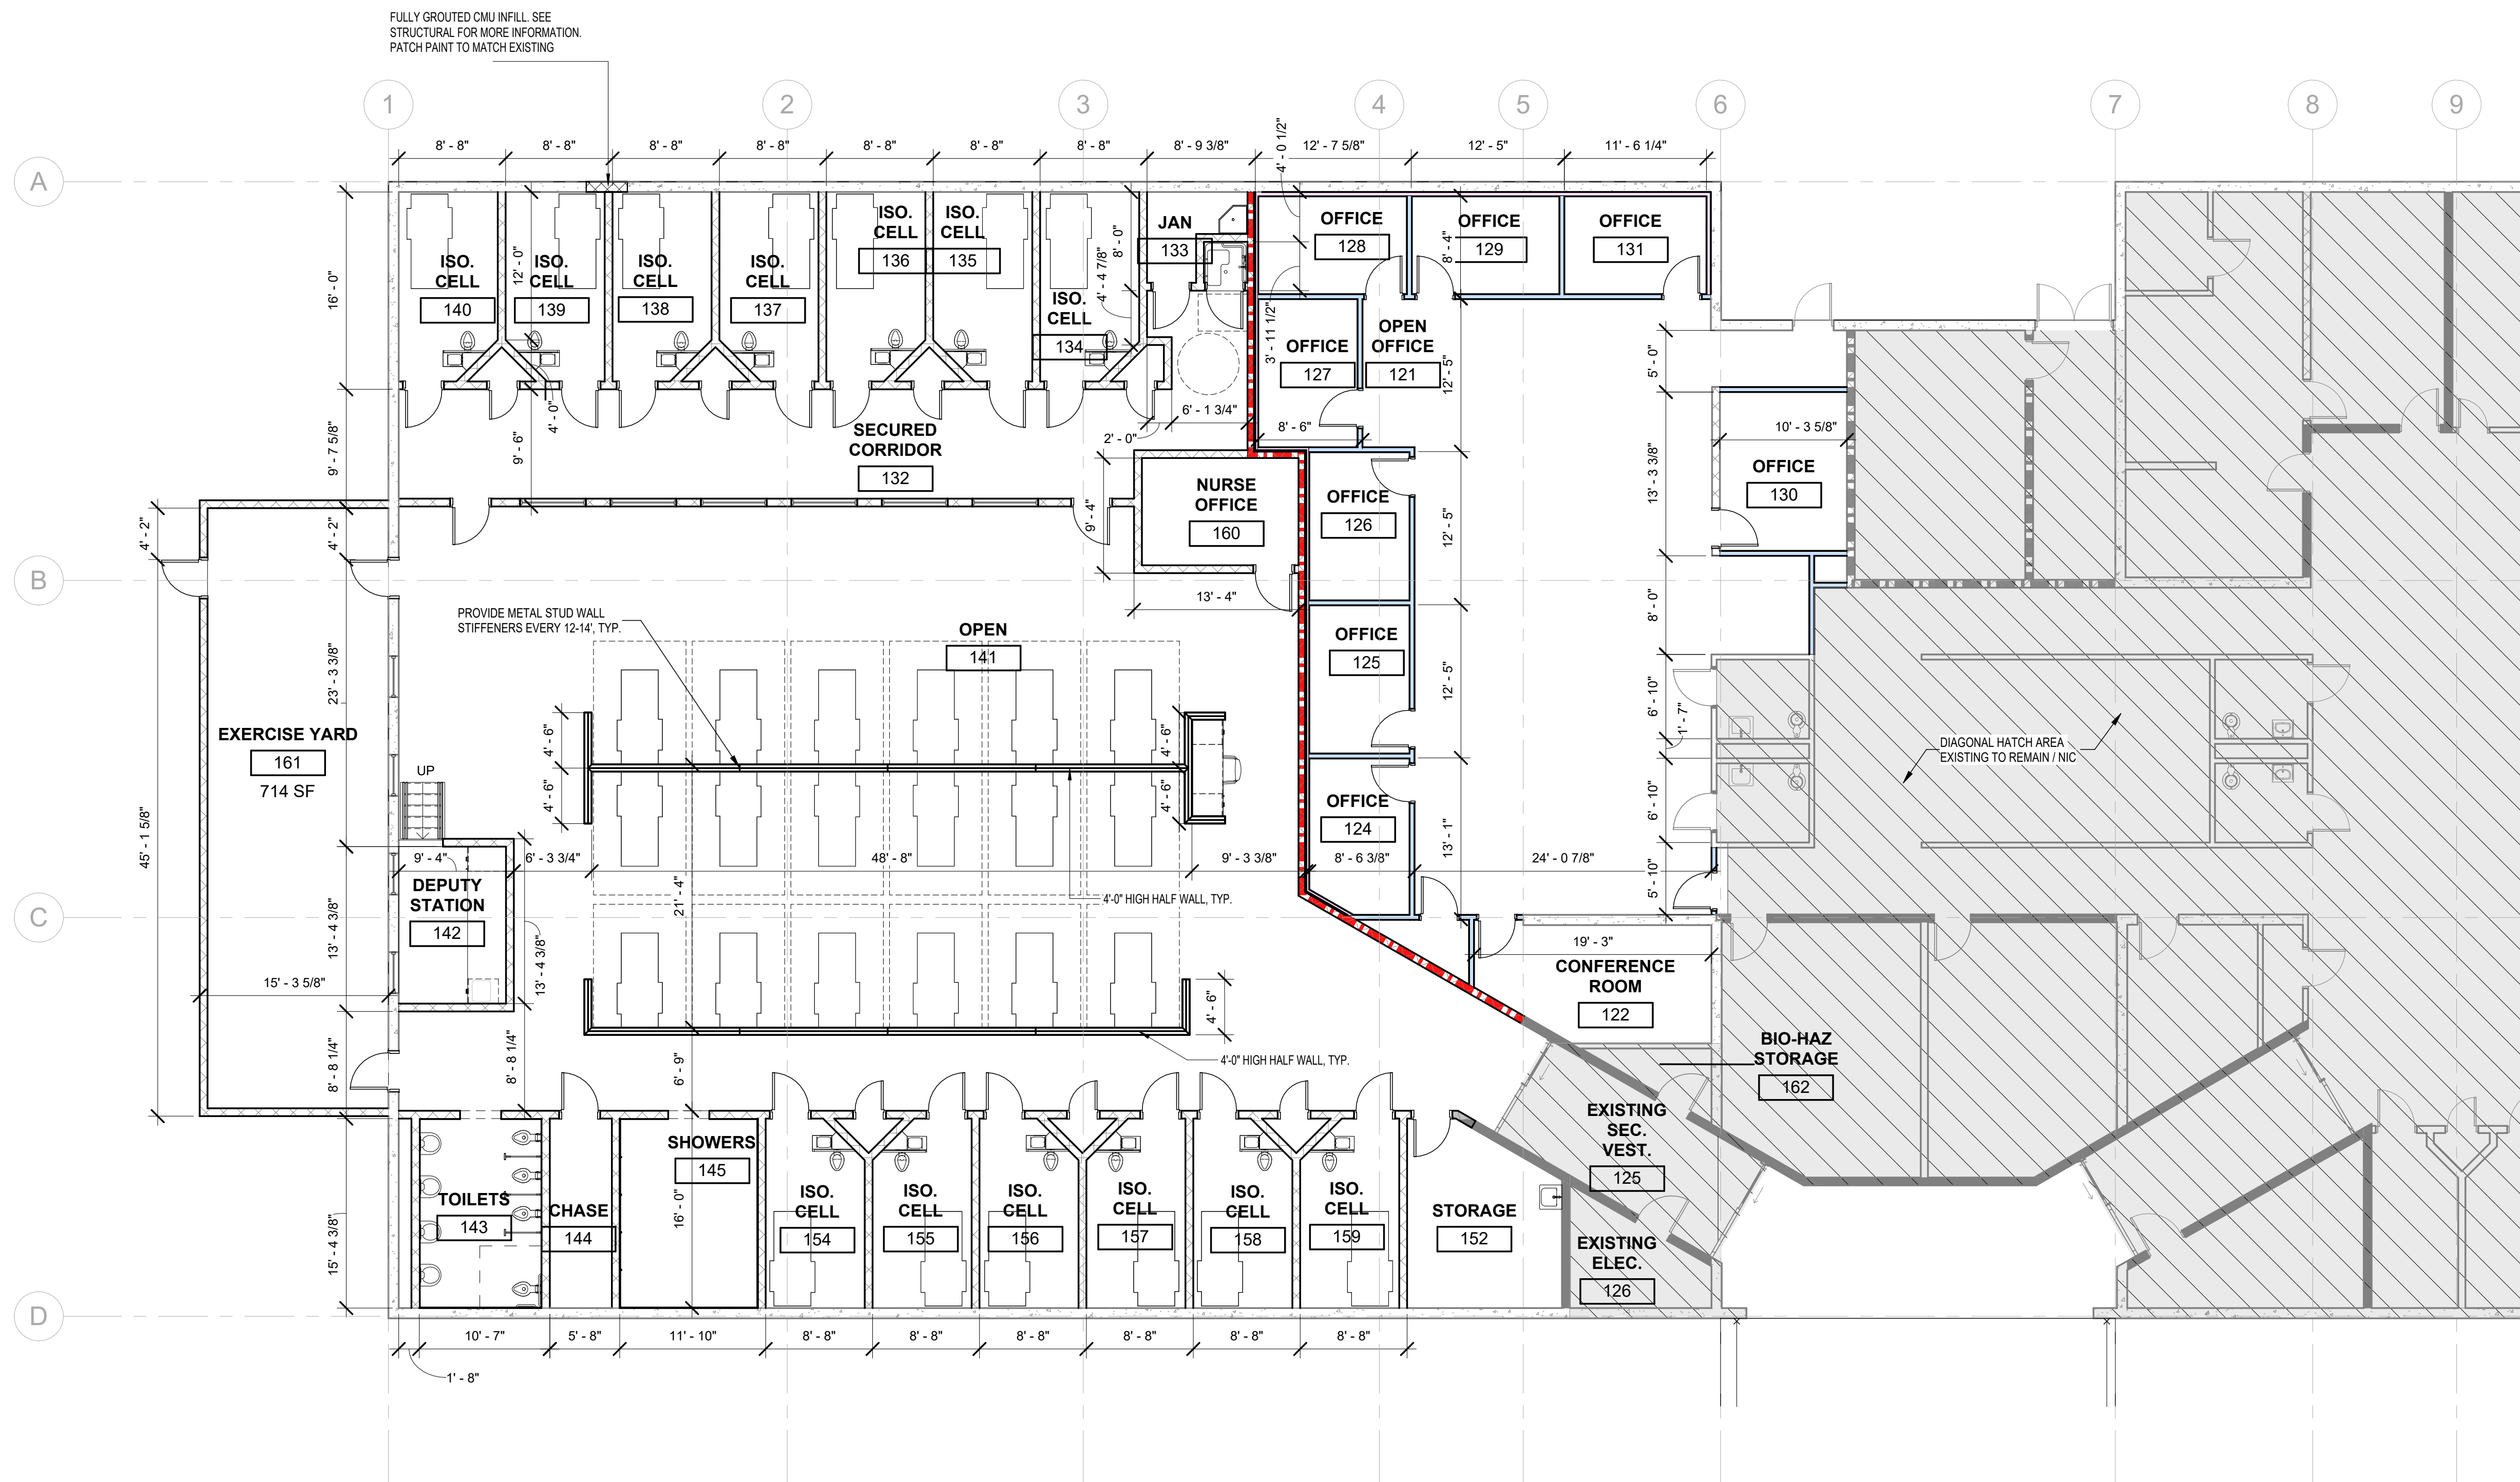 FULLY GROUTED CMU INFILL. SEE
STRUCTURAL FOR MORE INFORMATION.
PATCH PAINT TO MATCH EXISTING
1
2
3
4
5
6
7
8
9
8' - 8"
8' - 8"
8' - 8"
8' - 8"
8' - 8"
8' - 8"
8' - 8"
8' - 9 3/8"
4' - 0 1/2"
12' - 7 5/8"
12' - 5"
11' - 6 1/4"
A
16' - 0"
ISO.
CELL
140
12' - 0"
ISO.
CELL
139
ISO.
CELL
138
ISO.
CELL
137
ISO.
CELL
136
ISO.
CELL
135
ISO.
CELL
134
JAN
133
8' - 0"
4' - 4 7/8"
OFFICE
128
OFFICE
129
8' - 4"
OFFICE
131
3' - 11 1/2"
OFFICE
127
OPEN
OFFICE
121
12' - 5"
5' - 0"
4' - 0"
6' - 1 3/4"
2' - 0"
8' - 6"
9' - 7 5/8"
9' - 6"
SECURED
CORRIDOR
132
10' - 3 5/8"
13' - 3 3/8"
OFFICE
130
NURSE
OFFICE
160
9' - 4"
OFFICE
126
12' - 5"
4' - 2"
4' - 2"
B
13' - 4"
8' - 0"
PROVIDE METAL STUD WALL
STIFFENERS EVERY 12-14', TYP.
OPEN
141
OFFICE
125
12' - 5"
23' - 3 3/8"
6' - 10"
1' - 7"
EXERCISE YARD
161
714 SF
UP
4' - 6"
4' - 6"
4' - 6"
4' - 6"
DIAGONAL HATCH AREA
EXISTING TO REMAIN / NIC
6' - 10"
OFFICE
124
13' - 1"
45' - 1 5/8"
9' - 4"
6' - 3 3/4"
48' - 8"
9' - 3 3/8"
8' - 6 3/8"
24' - 0 7/8"
5' - 10"
DEPUTY
STATION
142
21' - 4"
4'-0" HIGH HALF WALL, TYP.
C
13' - 4 3/8"
13' - 4 3/8"
15' - 3 5/8"
19' - 3"
CONFERENCE
ROOM
122
4' - 6"
8' - 8 1/4"
8' - 8 1/4"
6' - 9"
4'-0" HIGH HALF WALL, TYP.
BIO-HAZ
STORAGE
162
EXISTING
SEC.
VEST.
125
SHOWERS
145
16' - 0"
TOILETS
143
CHASE
144
ISO.
CELL
154
ISO.
CELL
155
ISO.
CELL
156
ISO.
CELL
157
ISO.
CELL
158
ISO.
CELL
159
STORAGE
152
EXISTING
ELEC.
126
15' - 4 3/8"
D
10' - 7"
5' - 8"
11' - 10"
8' - 8"
8' - 8"
8' - 8"
8' - 8"
8' - 8"
8' - 8"
1' - 8"